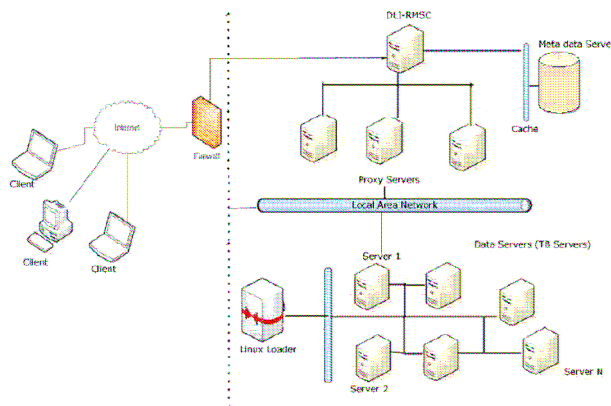 DLI-RMSC
Meta data Serve
Internet
Firewall
Cache
Client
Proxy Servers
Local Area Network
Client
Client
Server 1
Data Servers (TB Servers)
Linux Loader
Server 2
Server N